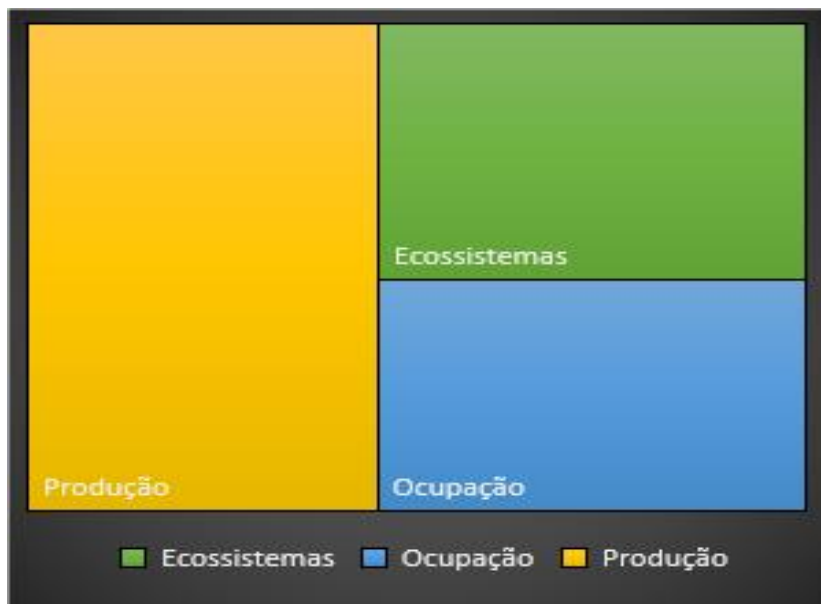 Ecossistemas
Produção
Ocupação
Ecossistemas Ocupação Produção